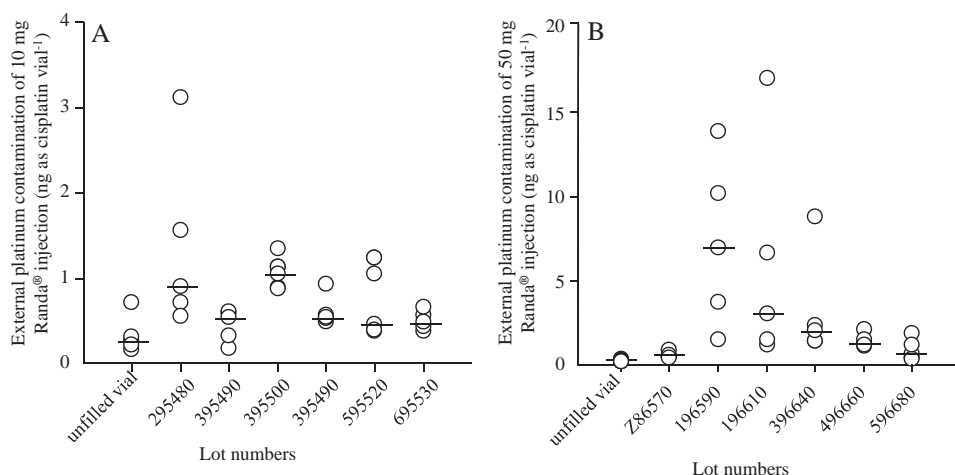 A
External platinum contamination of 10 mg
Randa® injection (ng as cisplatin vial-1)
4
3
2
1
0
unfilled vial
295480
395490
395500
395490
595520
695530
Lot numbers
B
External platinum contamination of 50 mg
Randa® injection (ng as cisplatin vial-1)
20
15
10
5
0
unfilled vial
Z86570
196590
196610
396640
496660
596680
Lot numbers